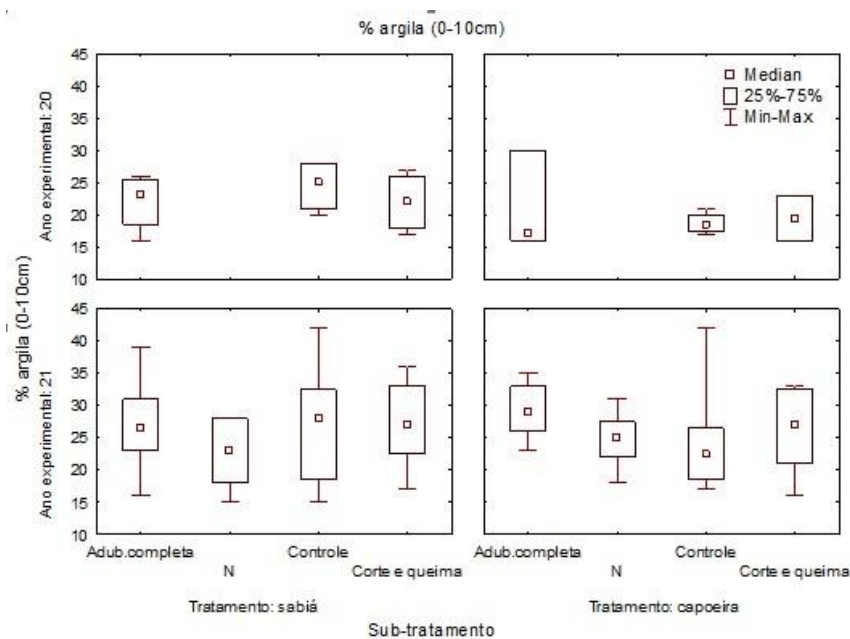 % argila (0-10cm)
Median
25%-75%
Min-Max
% argila (0-10cm)
Ano experimental: 20
45
40
35
30
25
20
15
10
Ano experimental: 21
45
40
35
30
25
20
15
10
Adub.completa
N
Controle
Corte e queima
Adub.completa
N
Controle
Corte e queima
Tratamento: sabiá
Tratamento: capoeira
Sub-tratamento